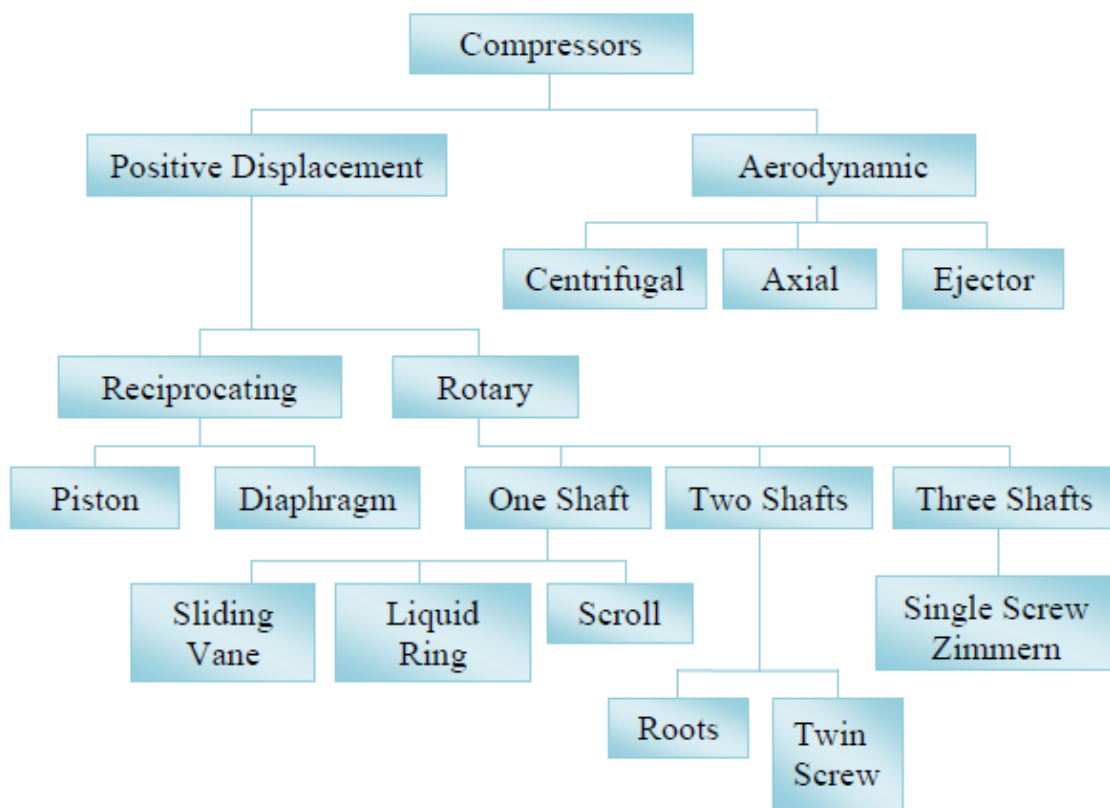 Compressors
Positive Displacement
Aerodynamic
Centrifugal
Axial
Ejector
Reciprocating
Rotary
Piston
Diaphragm
One Shaft
Two Shafts
Three Shafts
Sliding
Vane
Liquid
Ring
Scroll
Single Screw
Zimmern
Roots
Twin
Screw